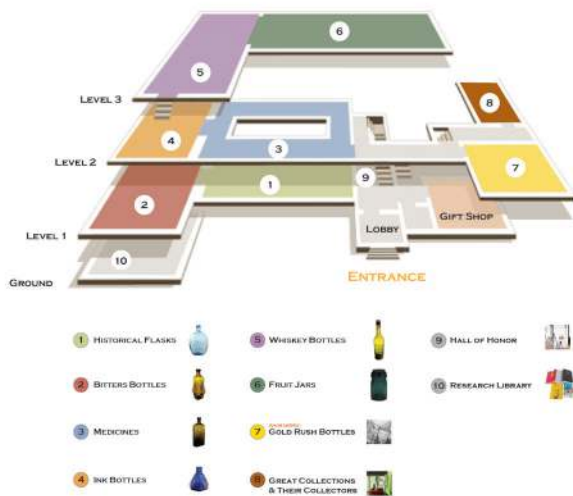 6
5
LEVEL 3
8
4
3
LEVEL 2
7
9
1
2
GIFT SHOP
LOBBY
LEVEL 1
10
ENTRANCE
GROUND
1 HISTORICAL FLASKS
5 WHISKEY BOTTLES
9 HALL OF HONOR
2 BITTERS BOTTLES
6 FRUIT JARS
10 RESEARCH LIBRARY
3 MEDICINES
7 GOLD RUSH BOTTLES
4 INK BOTTLES
8 GREAT COLLECTIONS
& THEIR COLLECTORS